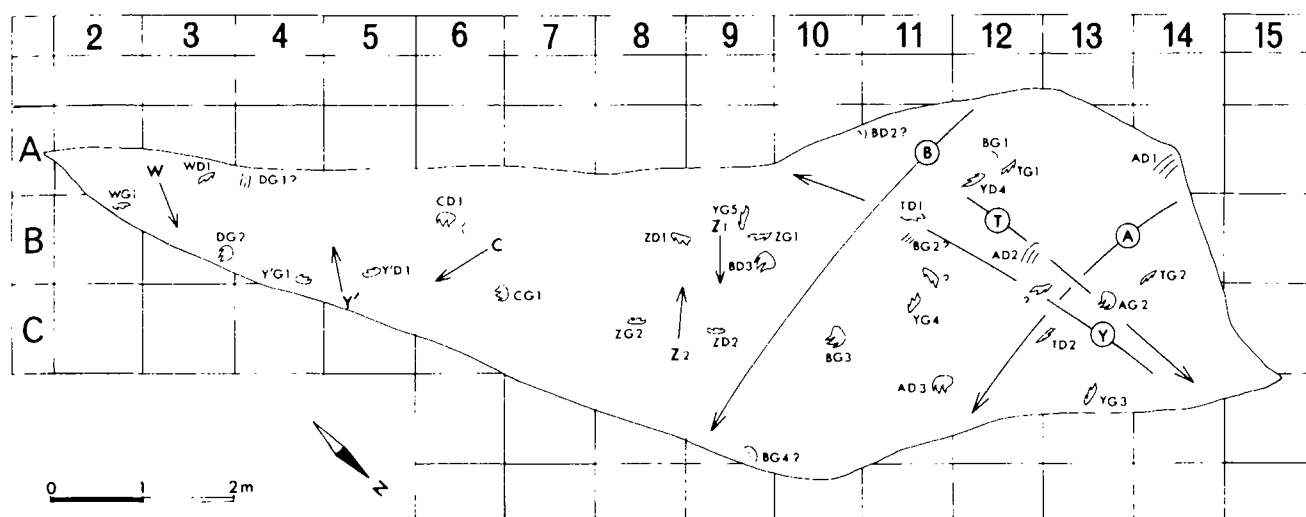 2 3 4 5 6 7 8 9 10 11 12 13 14 15
A
B
C
BD2?
B
BG1
TG1
AD1
YD4
W
WD1
DG1?
WG1
CD1
YG5
TD1
T
A
Z1
ZD1
ZG1
BG2?
C
DG?
BD3
AD2
Y'G1
Y'D1
?
TG2
Y'
CG1
?
AG2
YG4
ZG2
ZD2
Z2
BG3
TD2
Y
AD3
YG3
BG4?
N
0 1 2m